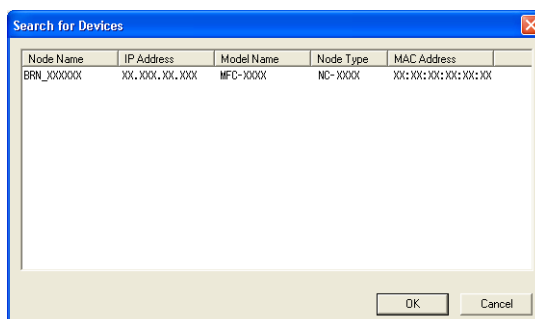 Search for Devices
Node Name IP Address Model Name Node Type MAC Address
BRN_XXXXXX XX.XXX.XX.XXX MFC-XXXX NC-XXXX XX:XX:XX:XX:XX:XX
OK Cancel